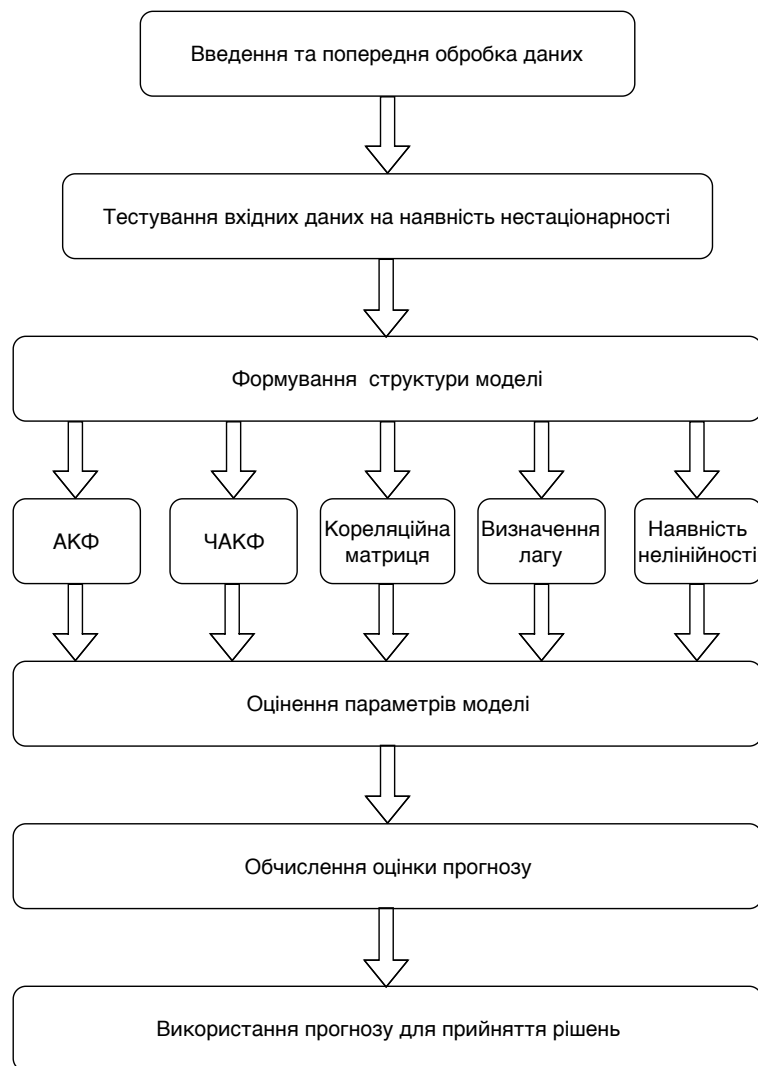 Введення та попередня обробка даних
Тестування вхідних даних на наявність нестаціонарності
Формування структури моделі
АКФ
ЧАКФ
Кореляційна
матриця
Визначення
лагу
Наявність
нелінійності
Оцінення параметрів моделі
Обчислення оцінки прогнозу
Використання прогнозу для прийняття рішень